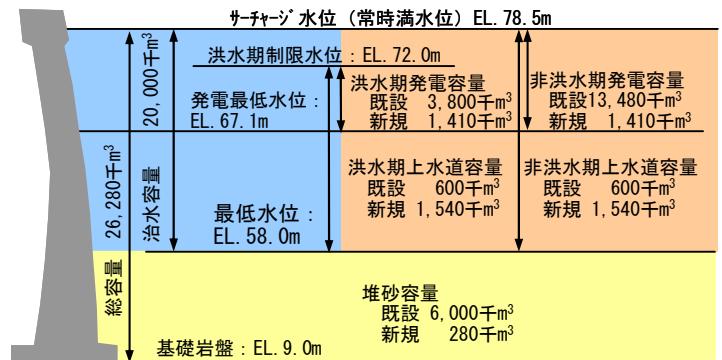 サーチャージ水位（常時満水位）EL.78.5m
洪水期制限水位：EL.72.0m
20,000千m³
治水容量
26,280千m³
総容量
発電最低水位：
EL.67.1m
洪水期発電容量
既設 3,800千m³
新規 1,410千m³
非洪水期発電容量
既設13,480千m³
新規 1,410千m³
洪水期上水道容量
既設 600千m³
新規 1,540千m³
非洪水期上水道容量
既設 600千m³
新規 1,540千m³
最低水位：
EL.58.0m
堆砂容量
既設 6,000千m³
新規 280千m³
基礎岩盤：EL.9.0m